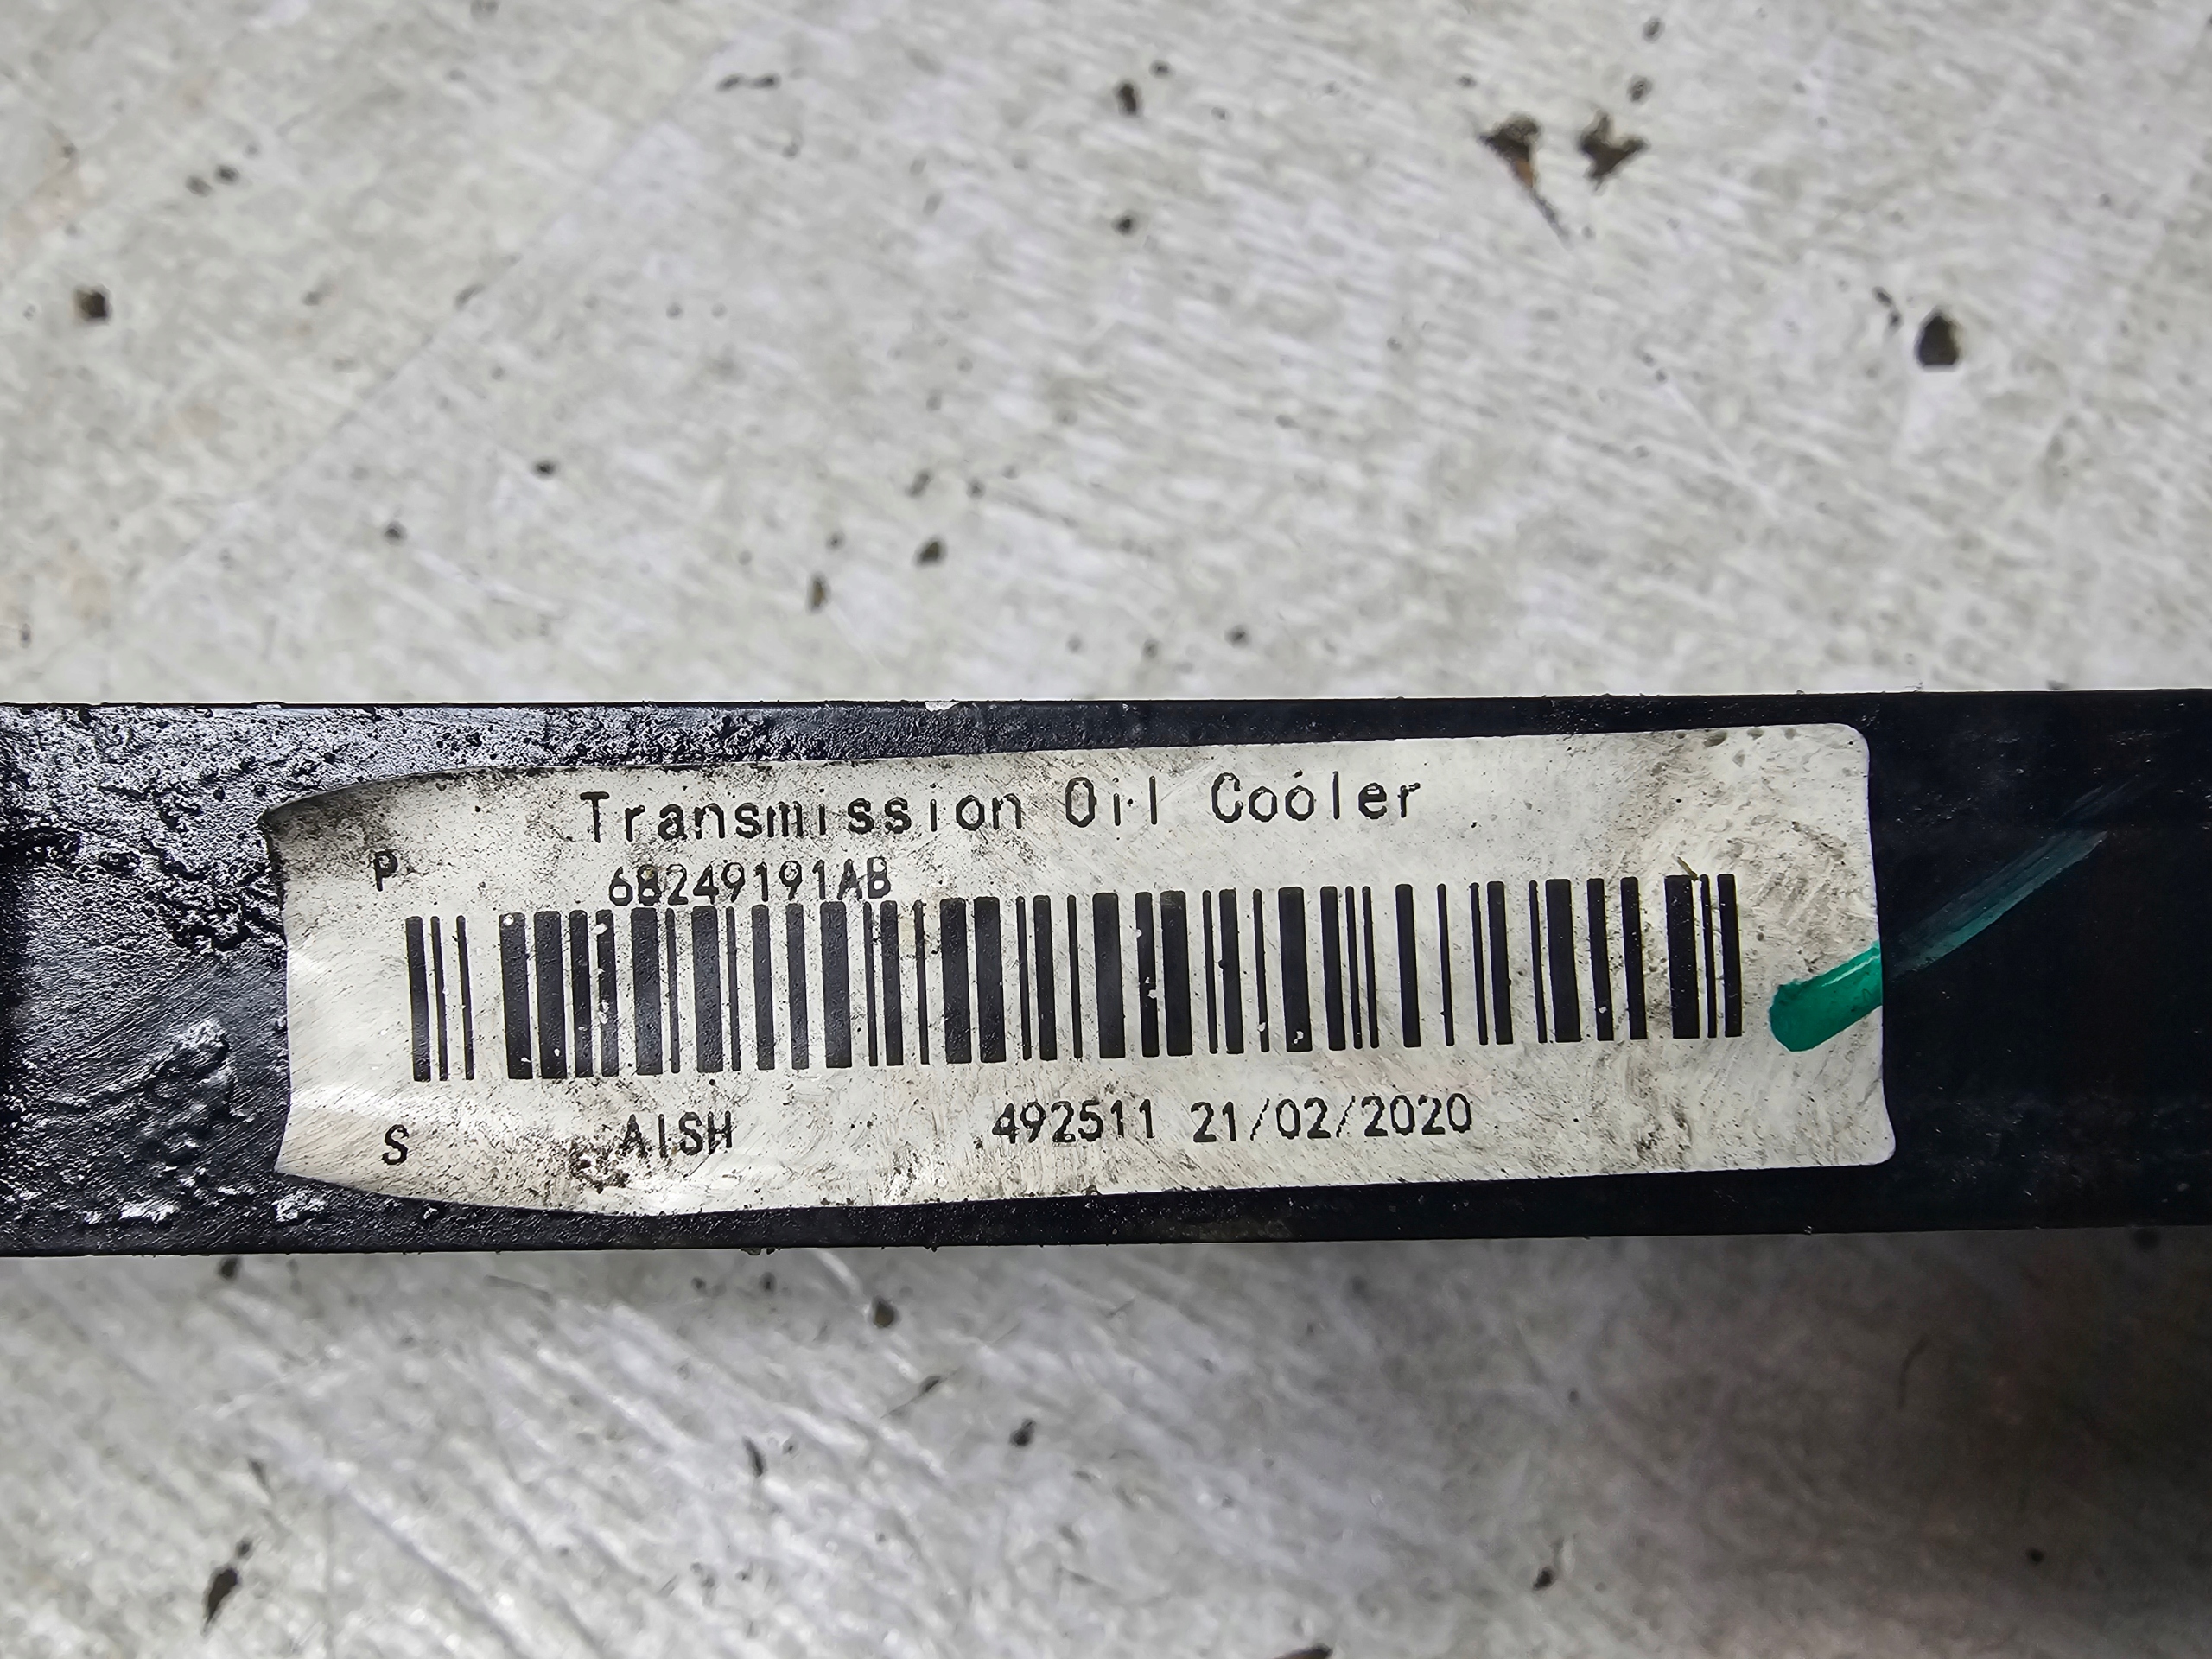 Transmission Oil Cooler
P 68249191AB
S AISH 492511 21/02/2020